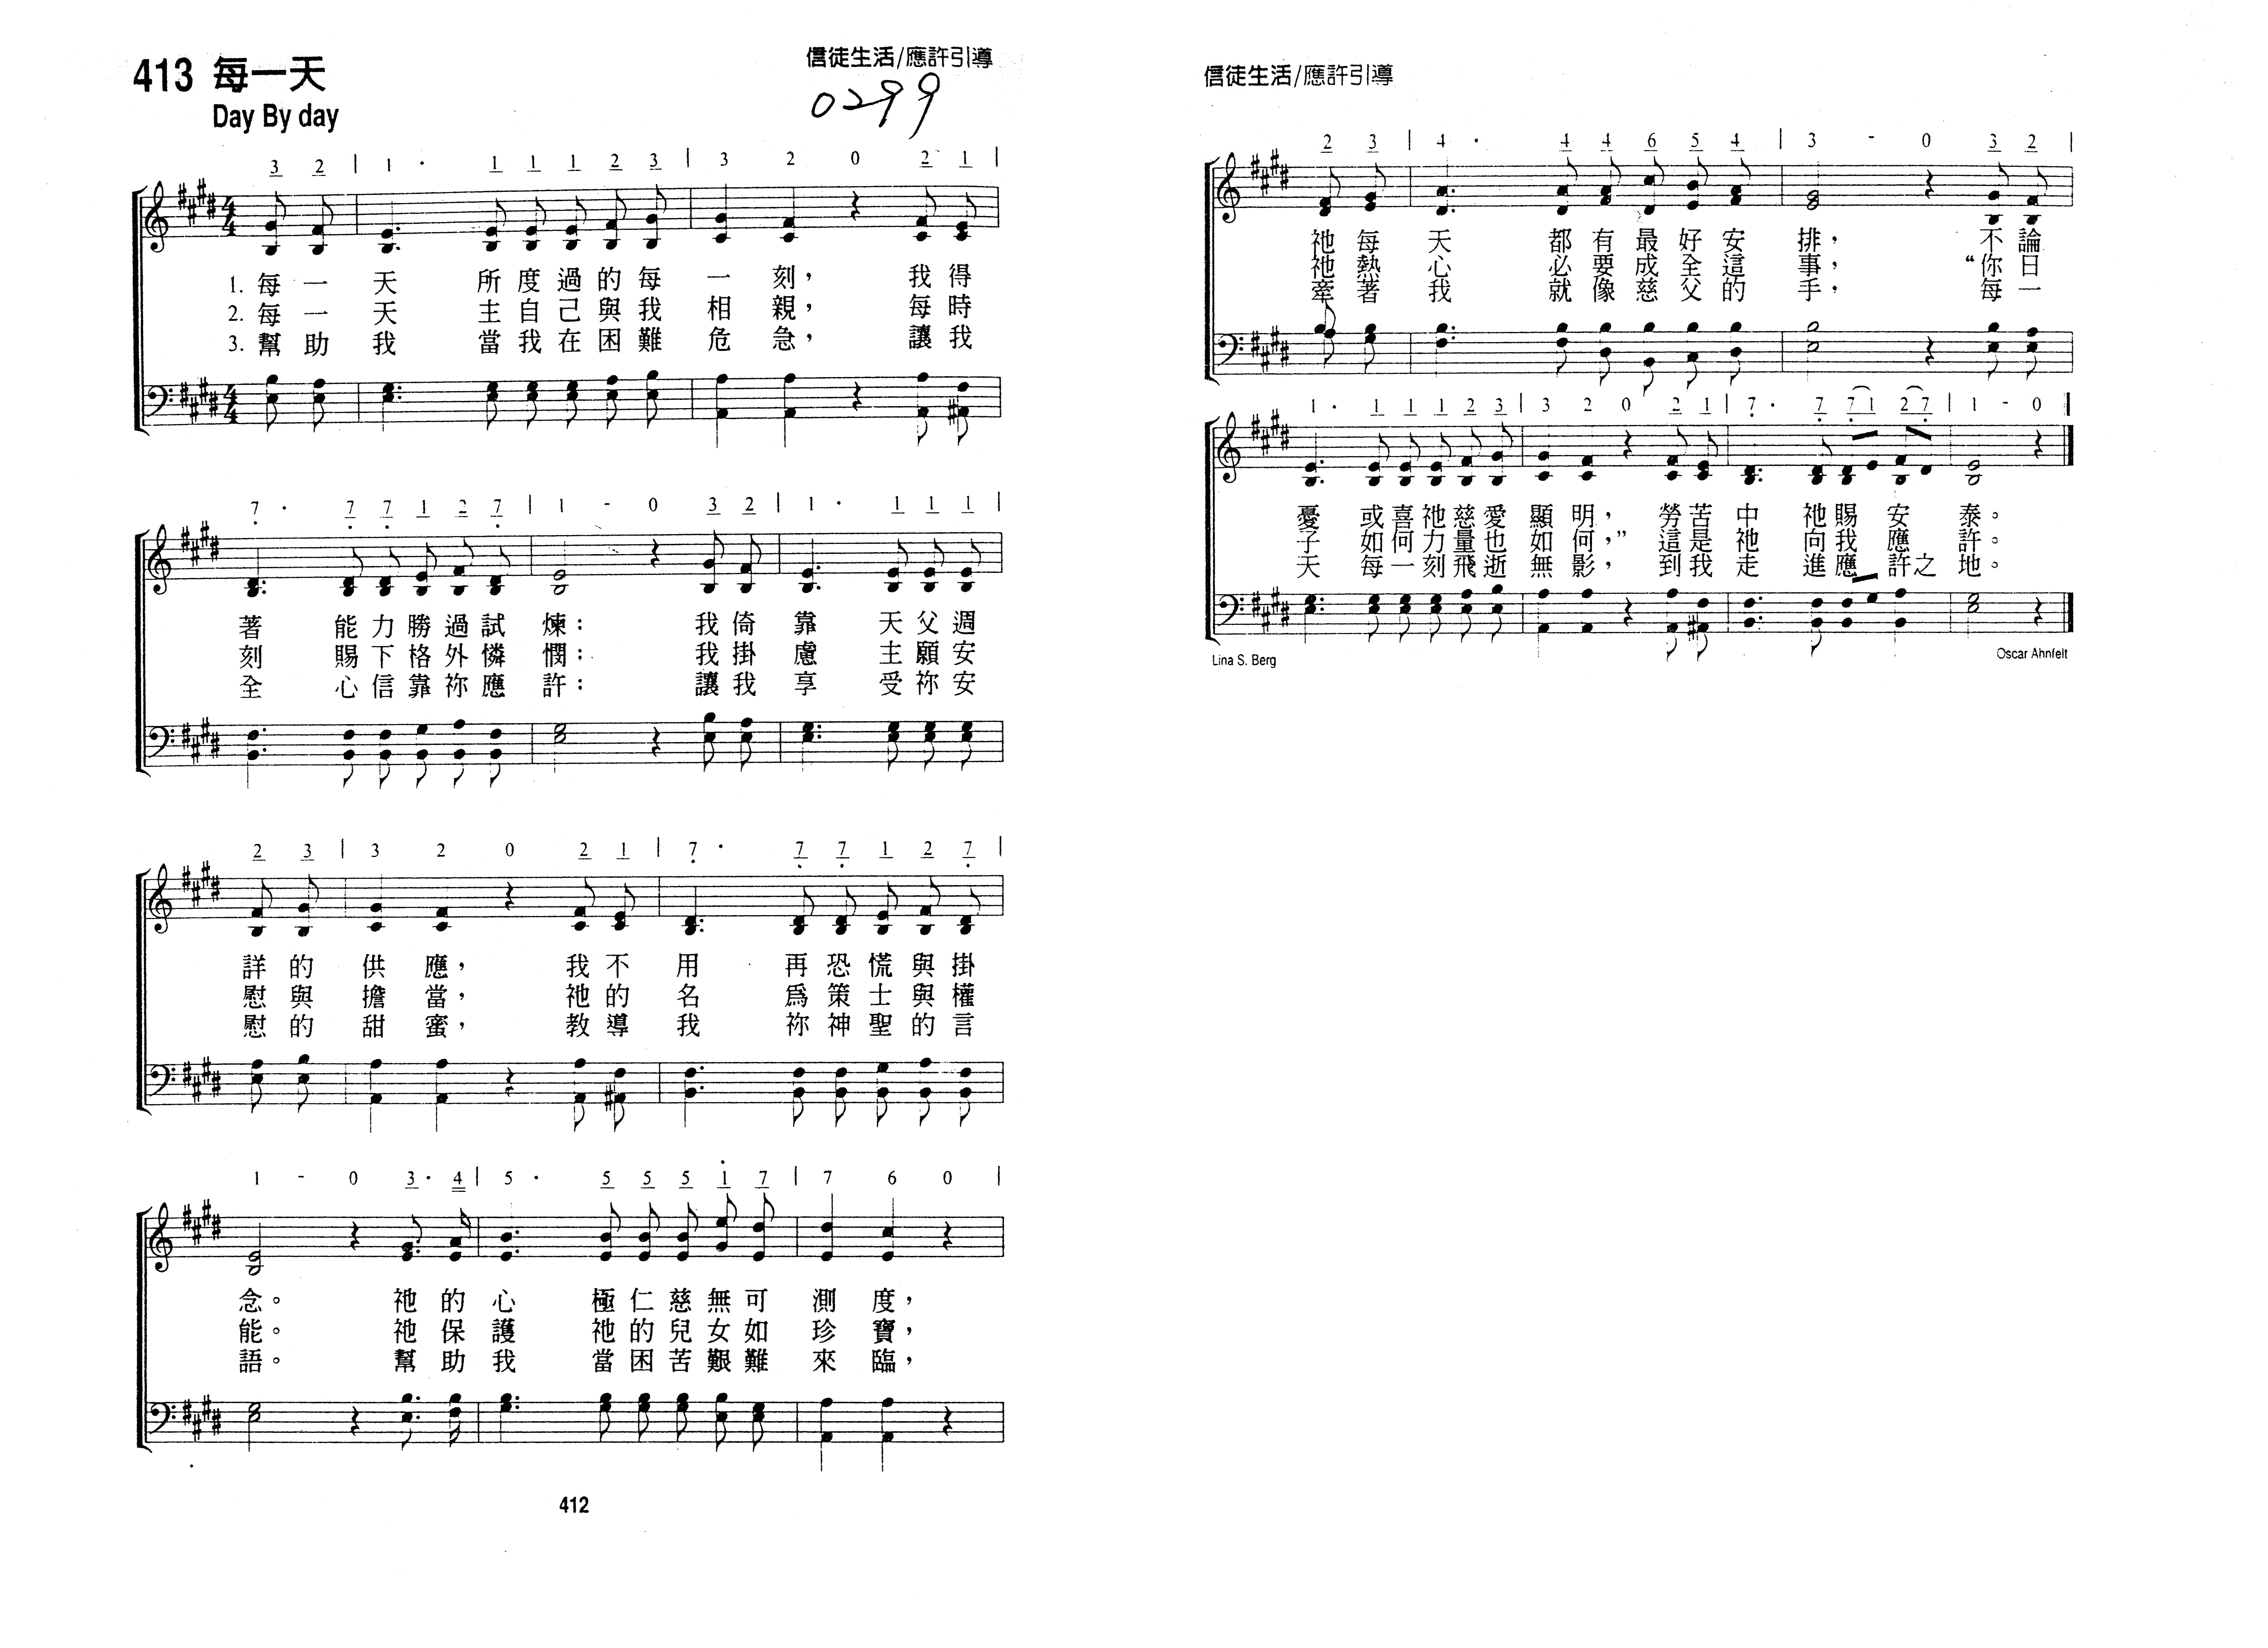 信徒生活/應許引導
413 每一天
Day By day
0299
3 2 | 1 · 1 1 1 2 3 | 3 2 0 2 1 |
1. 每一天所度過的每一刻，我得
2. 每一天主自己與我相親，每時
3. 幫助我當我在困難危急，讓我
7 · 7 7 1 2 7 | 1 - 0 3 2 | 1 · 1 1 1 |
著能力勝過試煉：我倚靠天父週
刻賜下格外憐憫：我掛慮主願安
全心信靠祢應許：讓我享受祢安
2 3 | 3 2 0 2 1 | 7 · 7 7 1 2 7 |
詳的供應，我不用再恐慌與掛
慰與擔當，祂的名為策士與權
慰的甜蜜，教導我祢神聖的言
1 - 0 3 · 4 | 5 · 5 5 5 1 7 | 7 6 0 |
念。祂的心極仁慈無可測度，
能。祂保護祂的兒女如珍寶，
語。幫助我當困苦艱難來臨，
412
信徒生活/應許引導
2 3 | 4 · 4 4 6 5 4 | 3 - 0 3 2 |
祂每天都有最好安排，不論
祂熱心必要成全這事，“你日
牽著我就像慈父的手，每一
1 · 1 1 1 2 3 | 3 2 0 2 1 | 7 · 7 7 1 2 7 | 1 - 0 ||
憂或喜祂慈愛顯明，勞苦中祂賜安泰。
子如何力量也如何，”這是祂向我應許。
天每一刻飛逝無影，到我走進應許之地。
Lina S. Berg
Oscar Ahnfelt